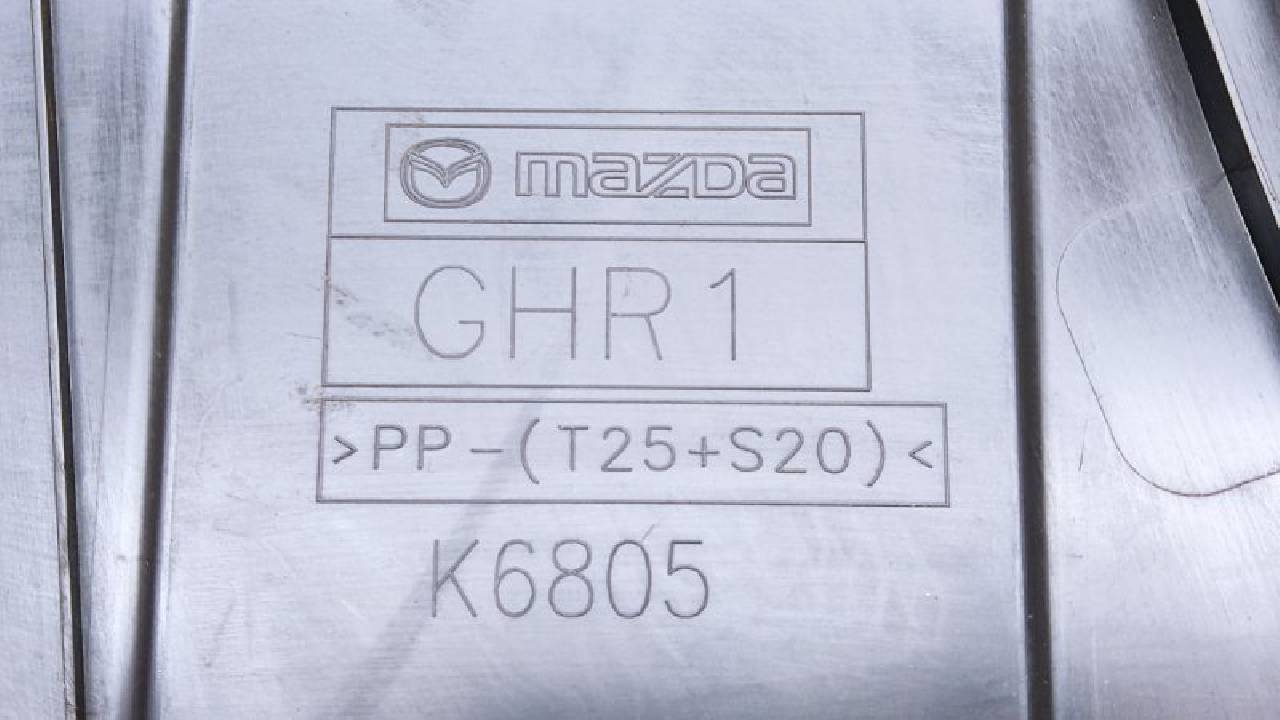 mazda
GHR1
>PP-(T25+S20)<
K6805